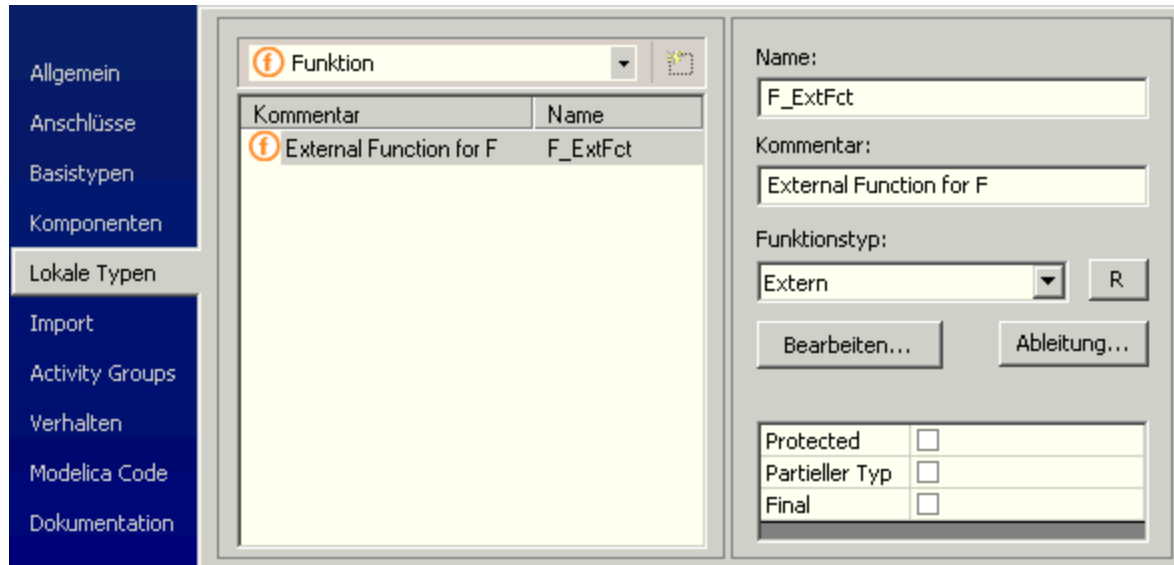 Allgemein
Anschlüsse
Basistypen
Komponenten
Lokale Typen
Import
Activity Groups
Verhalten
Modelica Code
Dokumentation
f Funktion
Kommentar Name
f External Function for F F_ExtFct
Name:
F_ExtFct
Kommentar:
External Function for F
Funktionstyp:
Extern R
Bearbeiten... Ableitung...
Protected
Partieller Typ
Final